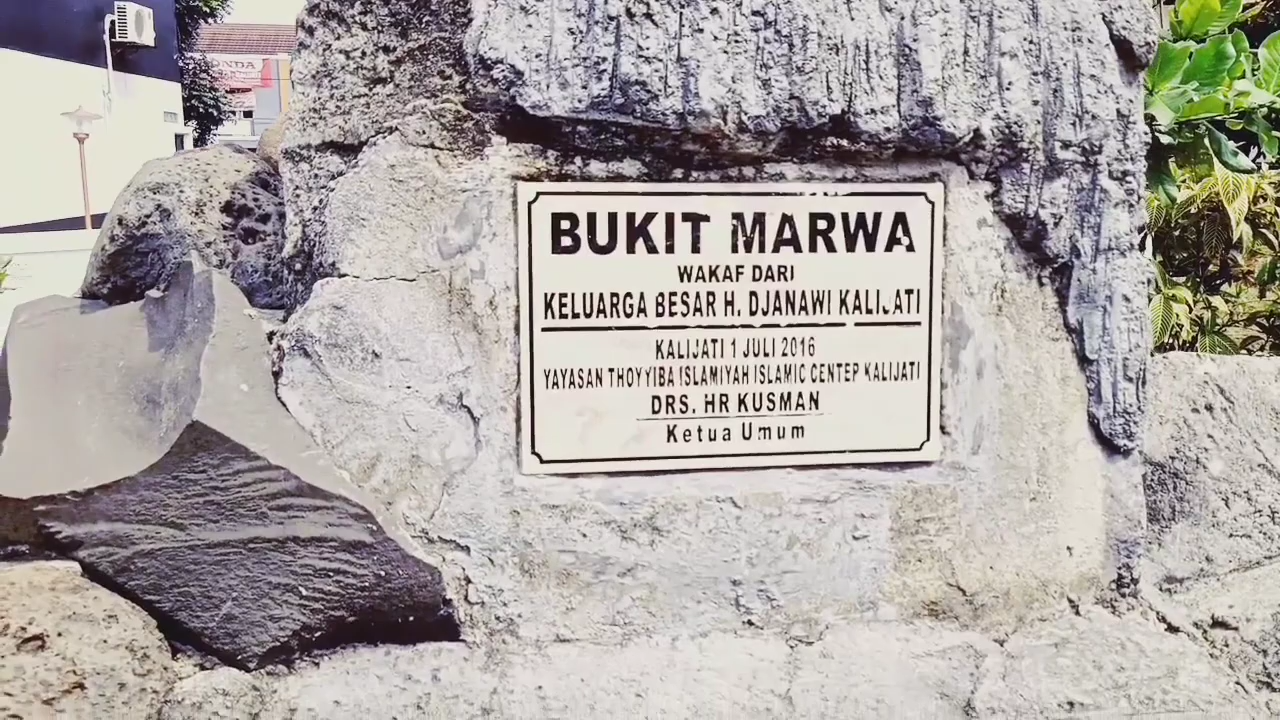 ONDA
BUKIT MARWA
WAKAF DARI
KELUARGA BESAR H. DJANAWI KALIJATI
KALIJATI 1 JULI 2016
YAYASAN THOYYIBA ISLAMIYAH ISLAMIC CENTEP KALIJATI
DRS. HR KUSMAN
Ketua Umum